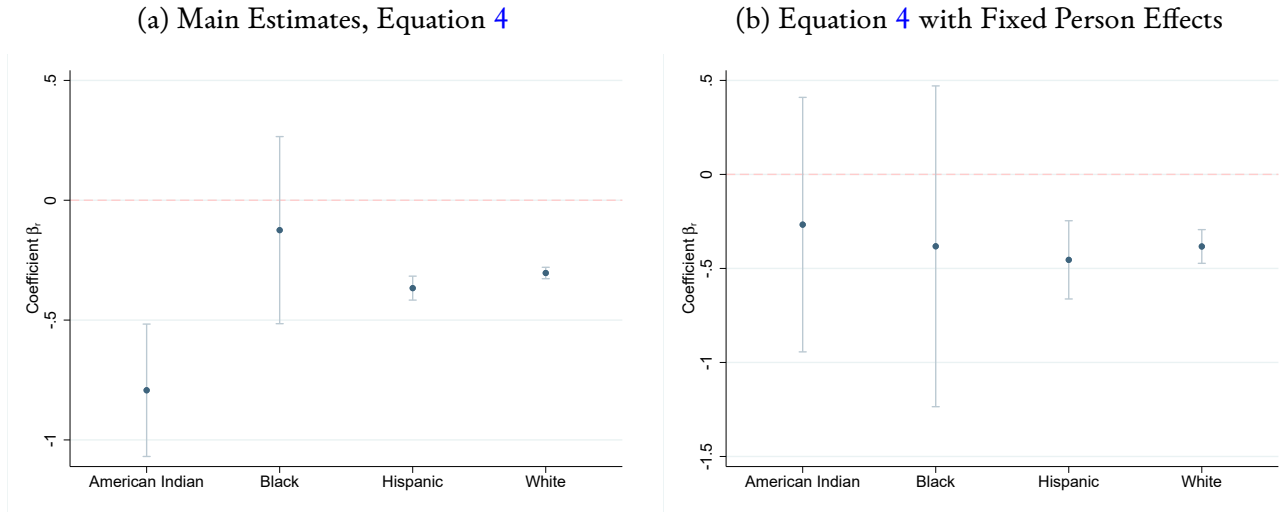 (a) Main Estimates, Equation 4
.5
0
-.5
-1
Coefficient βᵣ
American Indian Black Hispanic White
(b) Equation 4 with Fixed Person Effects
.5
0
-.5
-1
-1.5
Coefficient βᵣ
American Indian Black Hispanic White